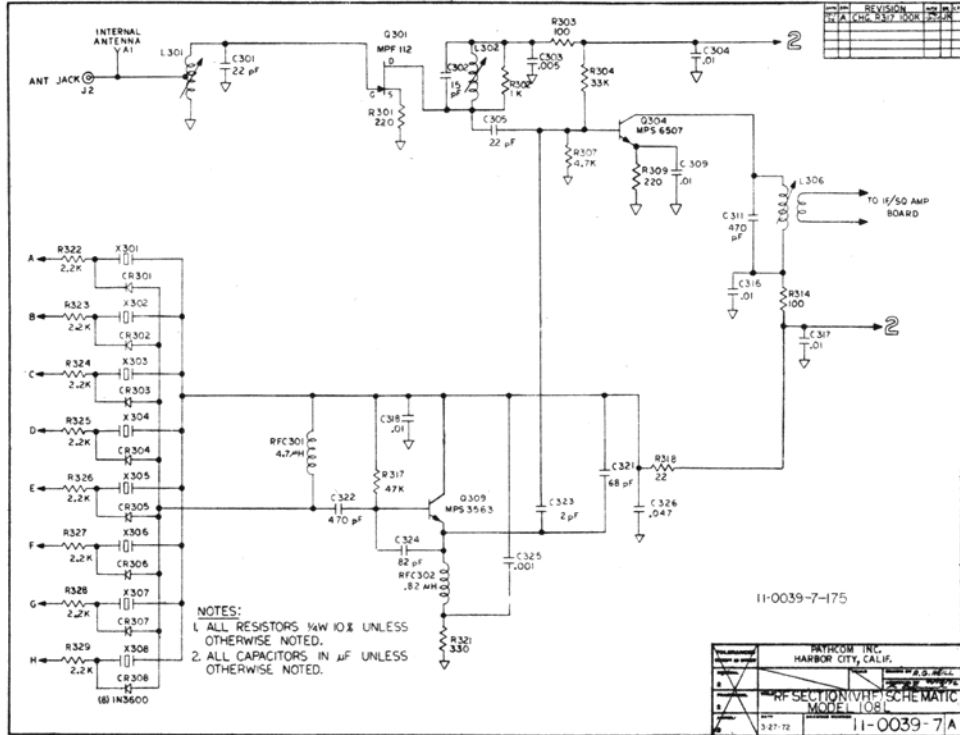 REVISION
A CHG. R317 100K
INTERNAL
ANTENNA
A1
ANT JACK
J2
L301
C301
22 pF
Q301
MPF 112
D
G
S
R301
220
C302
15
pF
L302
R302
1K
R303
100
C303
.005
R304
33K
C304
.01
2
C305
22 pF
R307
4.7K
Q304
MPS 6507
R309
220
C309
.01
L306
TO IF/SQ AMP
BOARD
C311
470
pF
C316
.01
R314
100
2
C317
.01
A
R322
2.2K
X301
CR301
B
R323
2.2K
X302
CR302
C
R324
2.2K
X303
CR303
D
R325
2.2K
X304
CR304
E
R326
2.2K
X305
CR305
F
R327
2.2K
X306
CR306
G
R328
2.2K
X307
CR307
H
R329
2.2K
X308
CR308
(8) IN3600
RFC301
4.7µH
C318
.01
R317
47K
C322
470 pF
Q309
MPS 3563
C324
82 pF
RFC302
.82 µH
R321
330
C325
.001
C323
2 pF
C321
68 pF
R318
22
C326
.047
NOTES:
1. ALL RESISTORS ¼W 10% UNLESS
OTHERWISE NOTED.
2. ALL CAPACITORS IN µF UNLESS
OTHERWISE NOTED.
11-0039-7-175
TOLERANCES
PATHCOM INC.
HARBOR CITY, CALIF.
RF SECTION (VHF) SCHEMATIC
MODEL 108L
3-27-72
11-0039-7 A